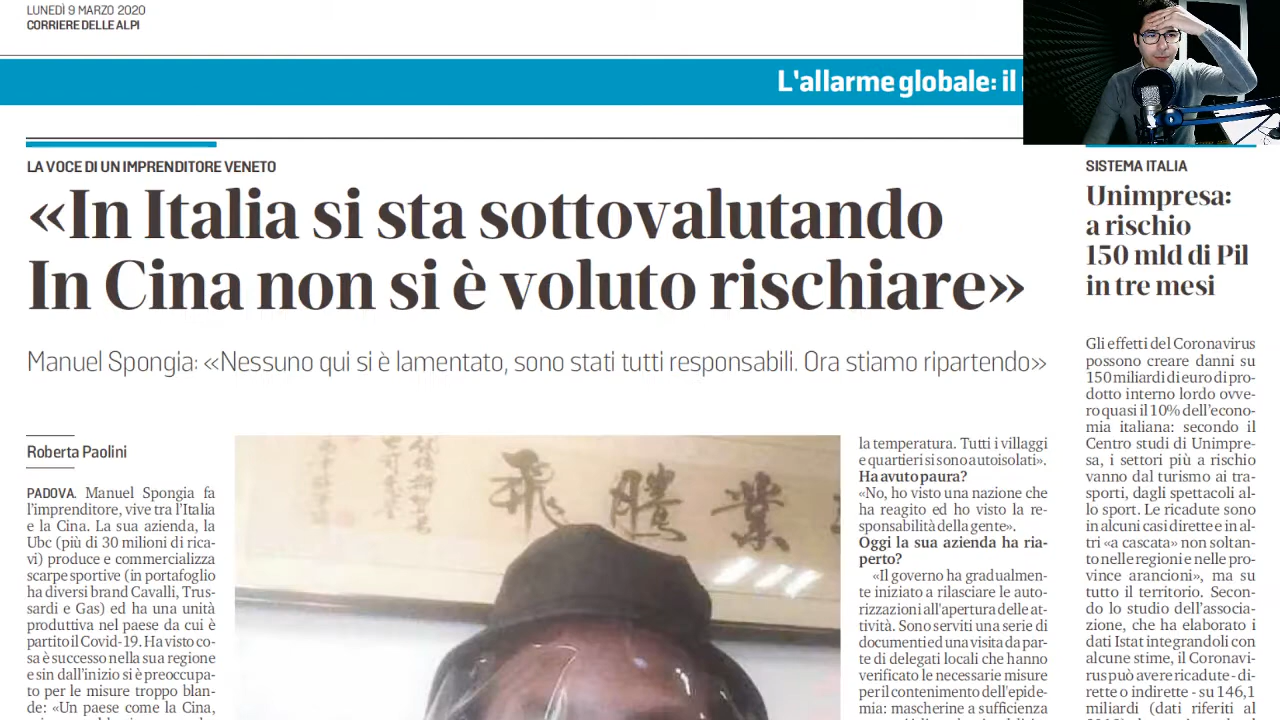 LUNEDÌ 9 MARZO 2020
CORRIERE DELLE ALPI
L'allarme globale: il
LA VOCE DI UN IMPRENDITORE VENETO
«In Italia si sta sottovalutando
In Cina non si è voluto rischiare»
Manuel Spongia: «Nessuno qui si è lamentato, sono stati tutti responsabili. Ora stiamo ripartendo»
Roberta Paolini
PADOVA. Manuel Spongia fa
l'imprenditore, vive tra l'Italia
e la Cina. La sua azienda, la
Ubc (più di 30 milioni di rica-
vi) produce e commercializza
scarpe sportive (in portafoglio
ha diversi brand Cavalli, Trus-
sardi e Gas) ed ha una unità
produttiva nel paese da cui è
partito il Covid-19. Ha visto co-
sa è successo nella sua regione
e sin dall'inizio si è preoccupa-
to per le misure troppo blan-
de: «Un paese come la Cina,
飛騰業
la temperatura. Tutti i villaggi
e quartieri si sono autoisolati».
Ha avuto paura?
«No, ho visto una nazione che
ha reagito ed ho visto la re-
sponsabilità della gente».
Oggi la sua azienda ha ria-
perto?
«Il governo ha gradualmen-
te iniziato a rilasciare le auto-
rizzazioni all'apertura delle at-
tività. Sono serviti una serie di
documenti ed una visita da par-
te di delegati locali che hanno
verificato le necessarie misure
per il contenimento dell'epide-
mia: mascherine a sufficienza
SISTEMA ITALIA
Unimpresa:
a rischio
150 mld di Pil
in tre mesi
Gli effetti del Coronavirus
possono creare danni su
150 miliardi di euro di pro-
dotto interno lordo ovve-
ro quasi il 10% dell'econo-
mia italiana: secondo il
Centro studi di Unimpre-
sa, i settori più a rischio
vanno dal turismo ai tra-
sporti, dagli spettacoli al-
lo sport. Le ricadute sono
in alcuni casi dirette e in al-
tri «a cascata» non soltan-
to nelle regioni e nelle pro-
vince arancioni», ma su
tutto il territorio. Secon-
do lo studio dell'associa-
zione, che ha elaborato i
dati Istat integrandoli con
alcune stime, il Coronavi-
rus può avere ricadute - di-
rette o indirette - su 146,1
miliardi (dati riferiti al